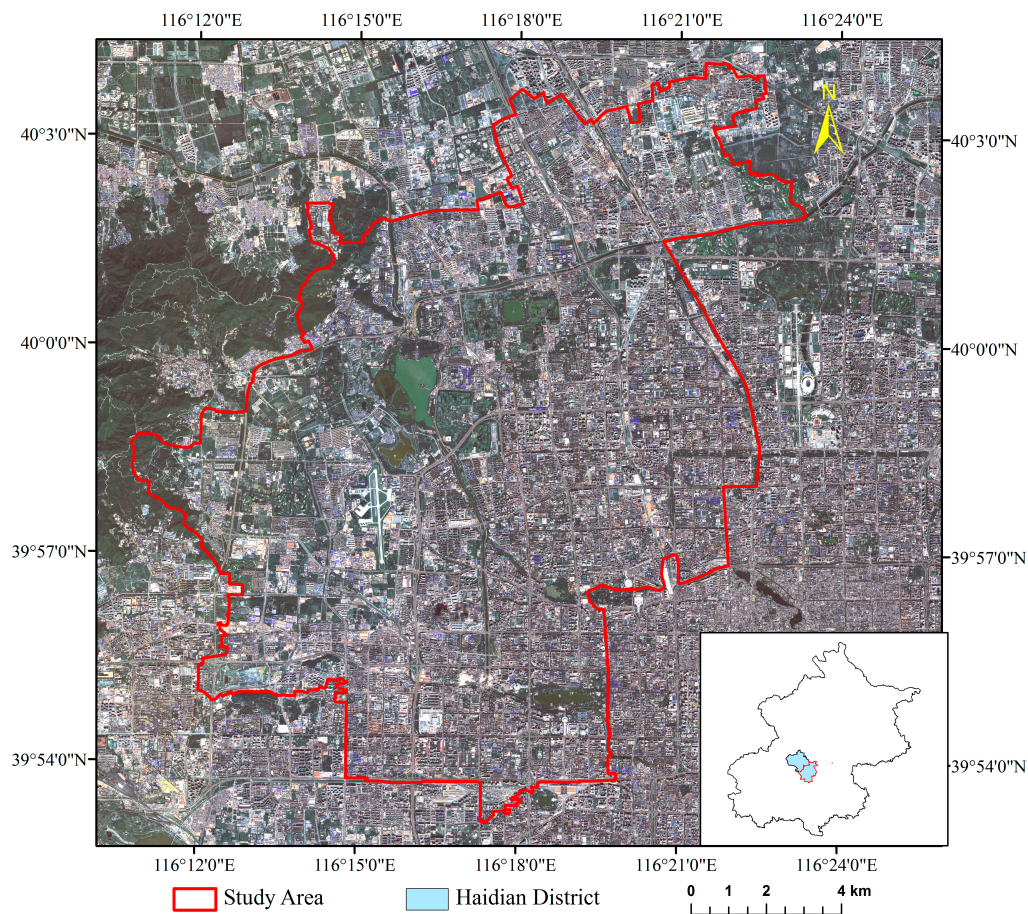 116°12'0"E 116°15'0"E 116°18'0"E 116°21'0"E 116°24'0"E
N
40°3'0"N 40°3'0"N
40°0'0"N 40°0'0"N
39°57'0"N 39°57'0"N
39°54'0"N 39°54'0"N
116°12'0"E 116°15'0"E 116°18'0"E 116°21'0"E 116°24'0"E
Study Area Haidian District
0 1 2 4 km